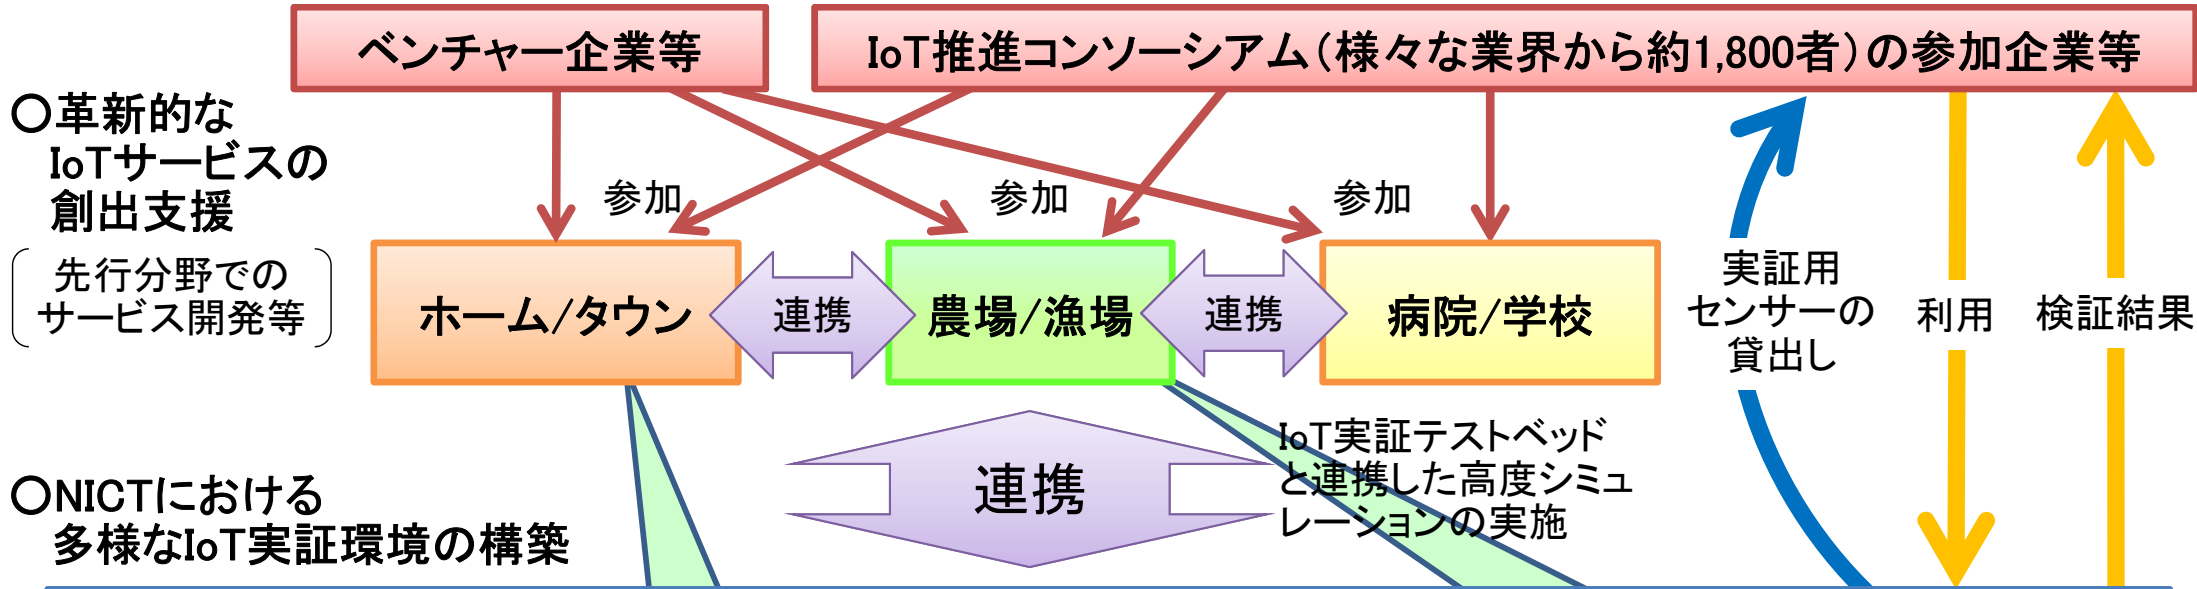 ベンチャー企業等
IoT推進コンソーシアム（様々な業界から約1,800者）の参加企業等
○革新的な
IoTサービスの
創出支援
先行分野での
サービス開発等
参加
参加
参加
ホーム/タウン
連携
農場/漁場
連携
病院/学校
実証用
センサーの
貸出し
利用
検証結果
連携
IoT実証テストベッド
と連携した高度シミュ
レーションの実施
○NICTにおける
多様なIoT実証環境の構築